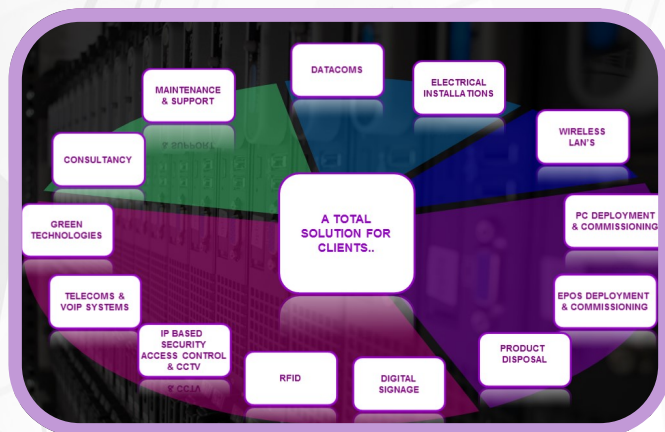 DATACOMS
ELECTRICAL
INSTALLATIONS
MAINTENANCE
& SUPPORT
WIRELESS
LAN'S
CONSULTANCY
A TOTAL
SOLUTION FOR
CLIENTS..
GREEN
TECHNOLOGIES
PC DEPLOYMENT
& COMMISSIONING
TELECOMS &
VOIP SYSTEMS
EPOS DEPLOYMENT
& COMMISSIONING
IP BASED
SECURITY
ACCESS CONTROL
& CCTV
PRODUCT
DISPOSAL
RFID
DIGITAL
SIGNAGE